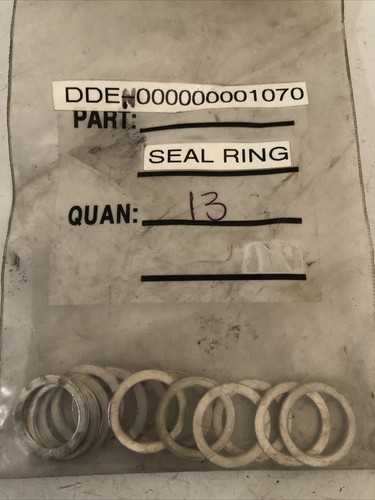 DDEN000000001070
PART:
SEAL RING
QUAN: 13